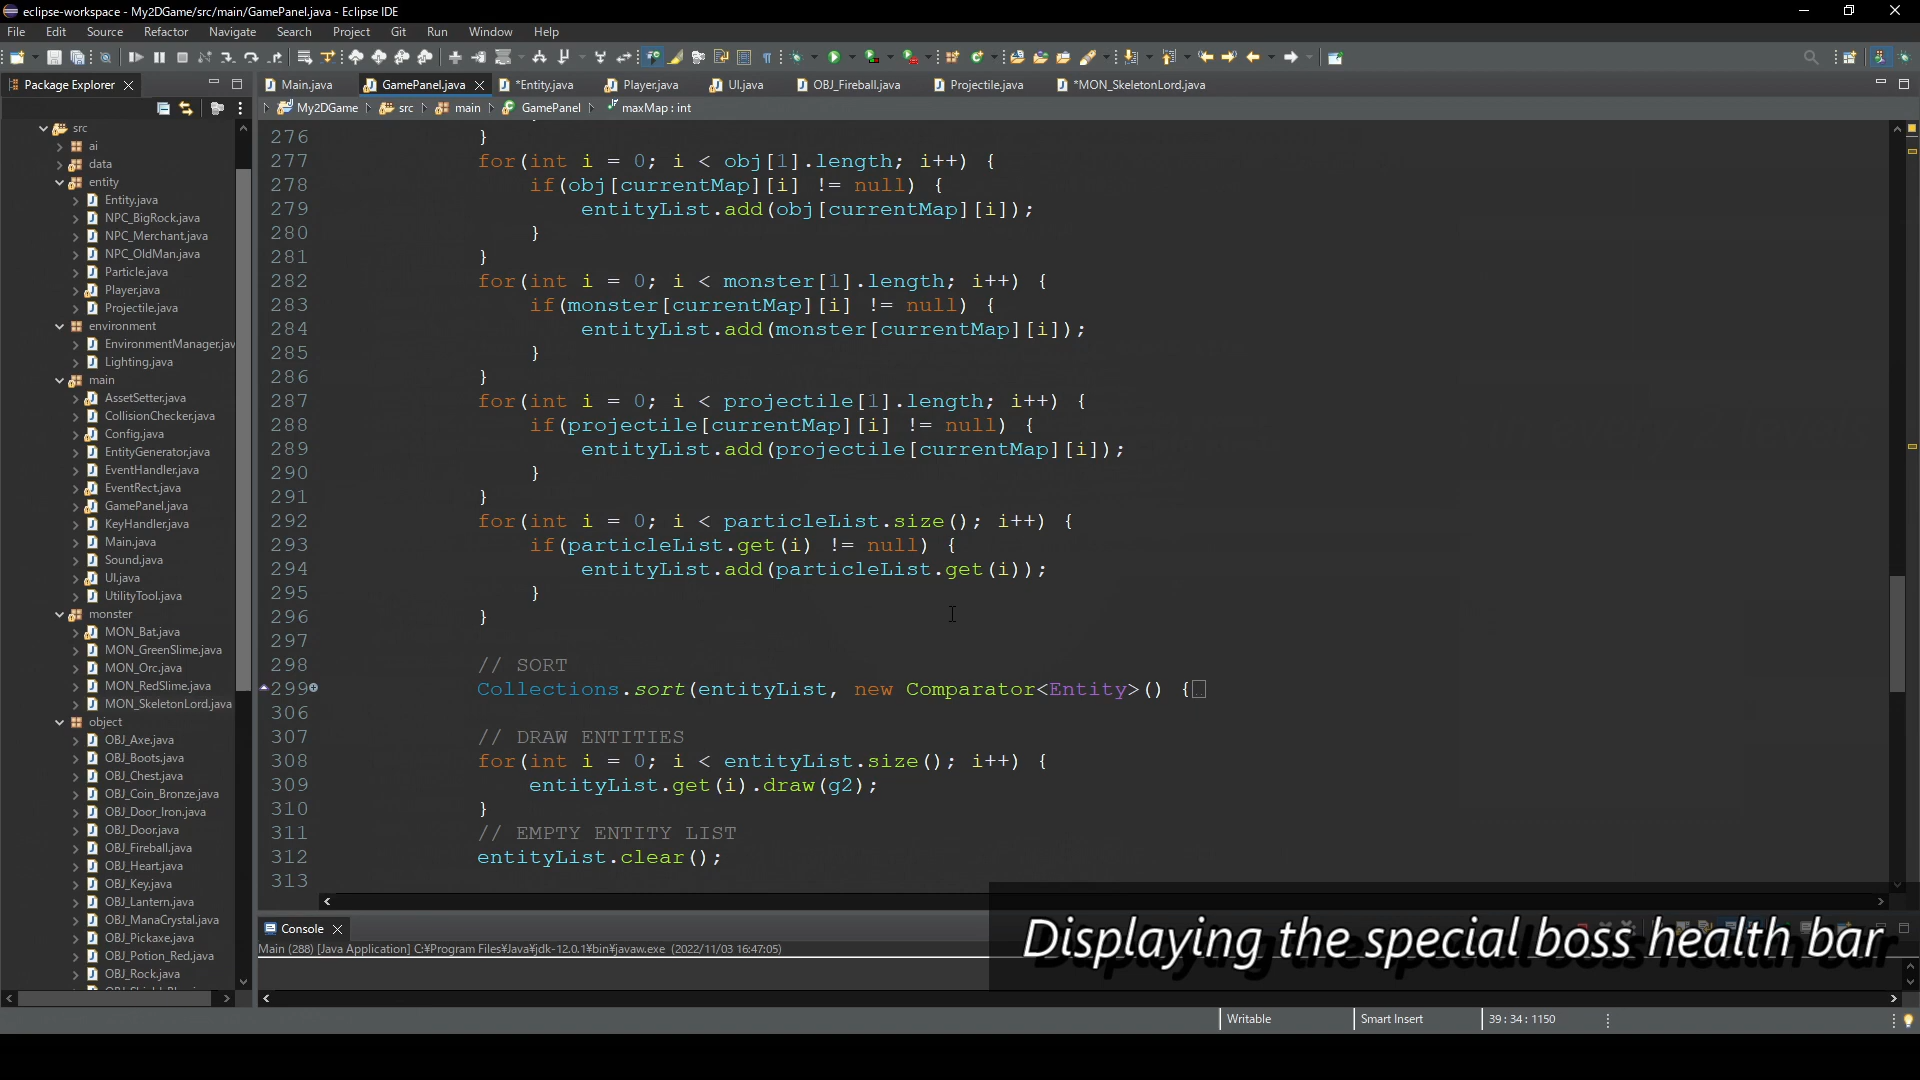 eclipse-workspace - My2DGame/src/main/GamePanel.java - Eclipse IDE
File Edit Source Refactor Navigate Search Project Git Run Window Help
Package Explorer
Main.java GamePanel.java *Entity.java Player.java UI.java OBJ_Fireball.java Projectile.java *MON_SkeletonLord.java
My2DGame src main GamePanel maxMap : int
src
ai
data
entity
Entity.java
NPC_BigRock.java
NPC_Merchant.java
NPC_OldMan.java
Particle.java
Player.java
Projectile.java
environment
EnvironmentManager.jav
Lighting.java
main
AssetSetter.java
CollisionChecker.java
Config.java
EntityGenerator.java
EventHandler.java
EventRect.java
GamePanel.java
KeyHandler.java
Main.java
Sound.java
UI.java
UtilityTool.java
monster
MON_Bat.java
MON_GreenSlime.java
MON_Orc.java
MON_RedSlime.java
MON_SkeletonLord.java
object
OBJ_Axe.java
OBJ_Boots.java
OBJ_Chest.java
OBJ_Coin_Bronze.java
OBJ_Door_Iron.java
OBJ_Door.java
OBJ_Fireball.java
OBJ_Heart.java
OBJ_Key.java
OBJ_Lantern.java
OBJ_ManaCrystal.java
OBJ_Pickaxe.java
OBJ_Potion_Red.java
OBJ_Rock.java
276 }
277 for(int i = 0; i < obj[1].length; i++) {
278 if(obj[currentMap][i] != null) {
279 entityList.add(obj[currentMap][i]);
280 }
281 }
282 for(int i = 0; i < monster[1].length; i++) {
283 if(monster[currentMap][i] != null) {
284 entityList.add(monster[currentMap][i]);
285 }
286 }
287 for(int i = 0; i < projectile[1].length; i++) {
288 if(projectile[currentMap][i] != null) {
289 entityList.add(projectile[currentMap][i]);
290 }
291 }
292 for(int i = 0; i < particleList.size(); i++) {
293 if(particleList.get(i) != null) {
294 entityList.add(particleList.get(i));
295 }
296 }
297
298 // SORT
299 Collections.sort(entityList, new Comparator<Entity>() {
306
307 // DRAW ENTITIES
308 for(int i = 0; i < entityList.size(); i++) {
309 entityList.get(i).draw(g2);
310 }
311 // EMPTY ENTITY LIST
312 entityList.clear();
313
Console
Main (288) [Java Application] C:¥Program Files¥Java¥jdk-12.0.1¥bin¥javaw.exe (2022/11/03 16:47:05)
Displaying the special boss health bar
Writable Smart Insert 39 : 34 : 1150